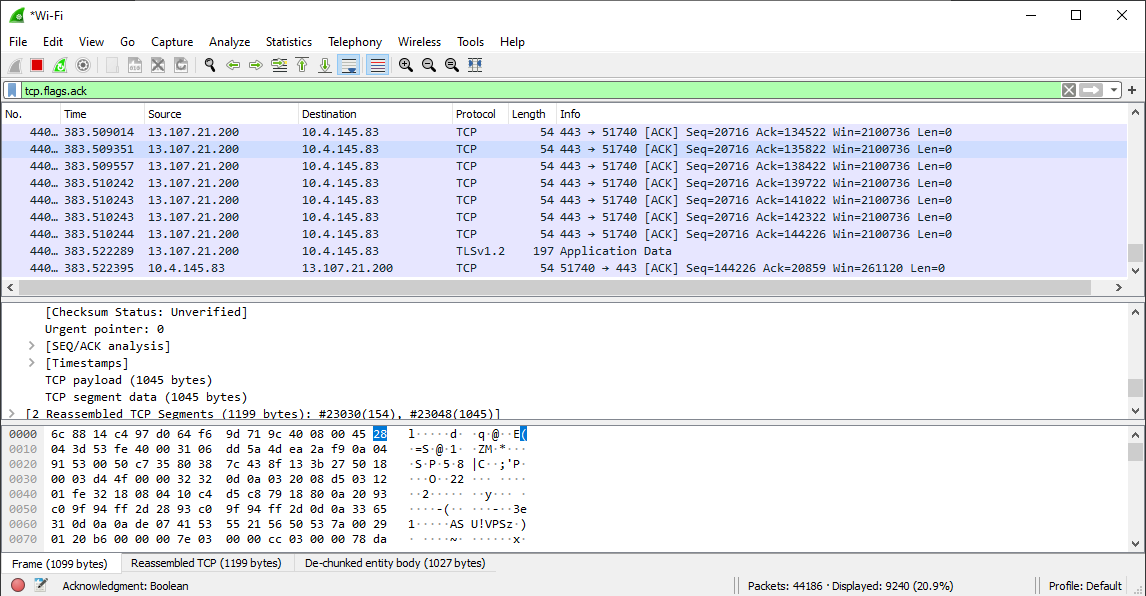 *Wi-Fi
File Edit View Go Capture Analyze Statistics Telephony Wireless Tools Help
tcp.flags.ack
No. Time Source Destination Protocol Length Info
440… 383.509014 13.107.21.200 10.4.145.83 TCP 54 443 → 51740 [ACK] Seq=20716 Ack=134522 Win=2100736 Len=0
440… 383.509351 13.107.21.200 10.4.145.83 TCP 54 443 → 51740 [ACK] Seq=20716 Ack=135822 Win=2100736 Len=0
440… 383.509557 13.107.21.200 10.4.145.83 TCP 54 443 → 51740 [ACK] Seq=20716 Ack=138422 Win=2100736 Len=0
440… 383.510242 13.107.21.200 10.4.145.83 TCP 54 443 → 51740 [ACK] Seq=20716 Ack=139722 Win=2100736 Len=0
440… 383.510243 13.107.21.200 10.4.145.83 TCP 54 443 → 51740 [ACK] Seq=20716 Ack=141022 Win=2100736 Len=0
440… 383.510243 13.107.21.200 10.4.145.83 TCP 54 443 → 51740 [ACK] Seq=20716 Ack=142322 Win=2100736 Len=0
440… 383.510244 13.107.21.200 10.4.145.83 TCP 54 443 → 51740 [ACK] Seq=20716 Ack=144226 Win=2100736 Len=0
440… 383.522289 13.107.21.200 10.4.145.83 TLSv1.2 197 Application Data
440… 383.522395 10.4.145.83 13.107.21.200 TCP 54 51740 → 443 [ACK] Seq=144226 Ack=20859 Win=261120 Len=0
[Checksum Status: Unverified]
Urgent pointer: 0
[SEQ/ACK analysis]
[Timestamps]
TCP payload (1045 bytes)
TCP segment data (1045 bytes)
[2 Reassembled TCP Segments (1199 bytes): #23030(154), #23048(1045)]
0000 6c 88 14 c4 97 d0 64 f6 9d 71 9c 40 08 00 45 28 l·····d· ·q·@··E(
0010 04 3d 53 fe 40 00 31 06 dd 5a 4d ea 2a f9 0a 04 ·=S·@·1· ·ZM·*···
0020 91 53 00 50 c7 35 80 38 7c 43 8f 13 3b 27 50 18 ·S·P·5·8 |C··;'P·
0030 00 03 d4 4f 00 00 32 32 0d 0a 03 20 08 d5 03 12 ···O··22 ··· ····
0040 01 fe 32 18 08 04 10 c4 d5 c8 79 18 80 0a 20 93 ··2····· ··y··· ·
0050 c0 9f 94 ff 2d 28 93 c0 9f 94 ff 2d 0d 0a 33 65 ····-(·· ···-··3e
0060 31 0d 0a 0a de 07 41 53 55 21 56 50 53 7a 00 29 1·····AS U!VPSz·)
0070 01 20 b6 00 00 00 7e 03 00 00 cc 03 00 00 78 da · ····~· ······x·
Frame (1099 bytes) Reassembled TCP (1199 bytes) De-chunked entity body (1027 bytes)
Acknowledgment: Boolean Packets: 44186 · Displayed: 9240 (20.9%) Profile: Default